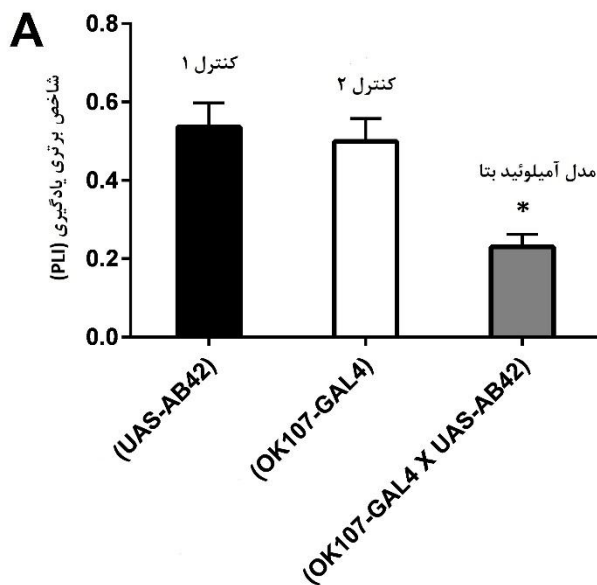 A
شاخص برتری یادگیری (PLI)
0.8
0.6
0.4
0.2
0.0
کنترل ۱
کنترل ۲
مدل آمیلوئید بتا
*
(UAS-AB42)
(OK107-GAL4)
(OK107-GAL4 X UAS-AB42)